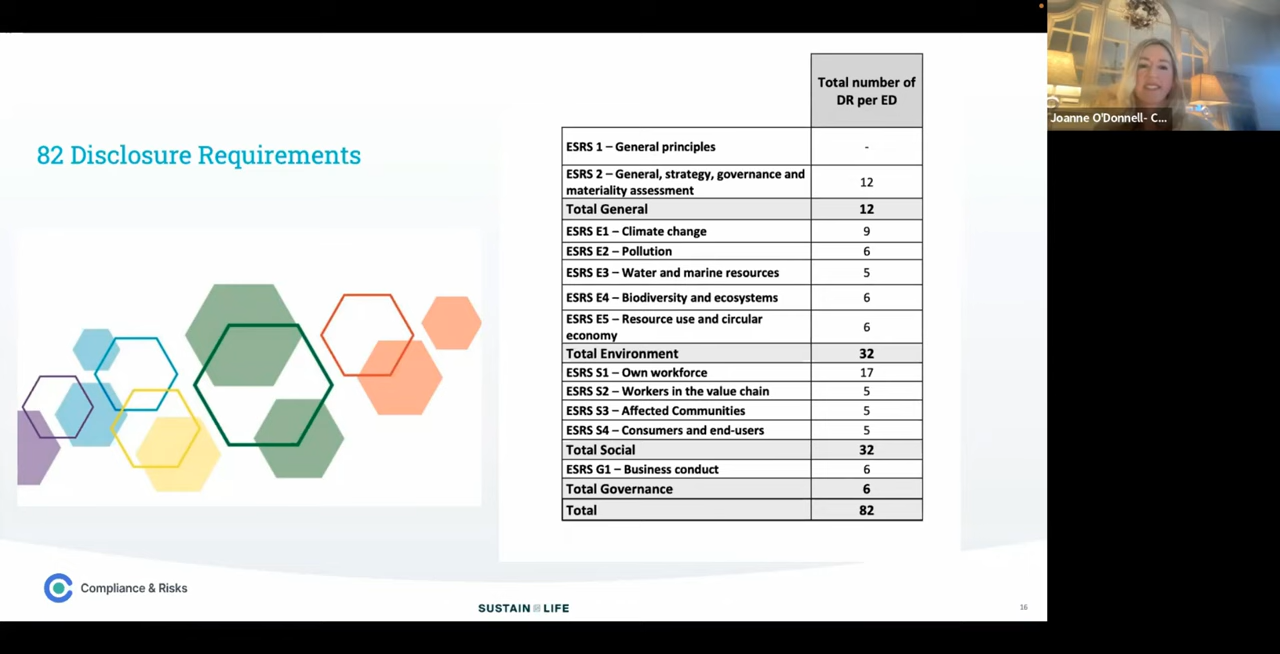 Joanne O'Donnell- C...
82 Disclosure Requirements
Total number of
DR per ED
ESRS 1 – General principles
-
ESRS 2 – General, strategy, governance and
materiality assessment
12
Total General
12
ESRS E1 – Climate change
9
ESRS E2 – Pollution
6
ESRS E3 – Water and marine resources
5
ESRS E4 – Biodiversity and ecosystems
6
ESRS E5 – Resource use and circular
economy
6
Total Environment
32
ESRS S1 – Own workforce
17
ESRS S2 – Workers in the value chain
5
ESRS S3 – Affected Communities
5
ESRS S4 – Consumers and end-users
5
Total Social
32
ESRS G1 – Business conduct
6
Total Governance
6
Total
82
Compliance & Risks
SUSTAIN LIFE
16